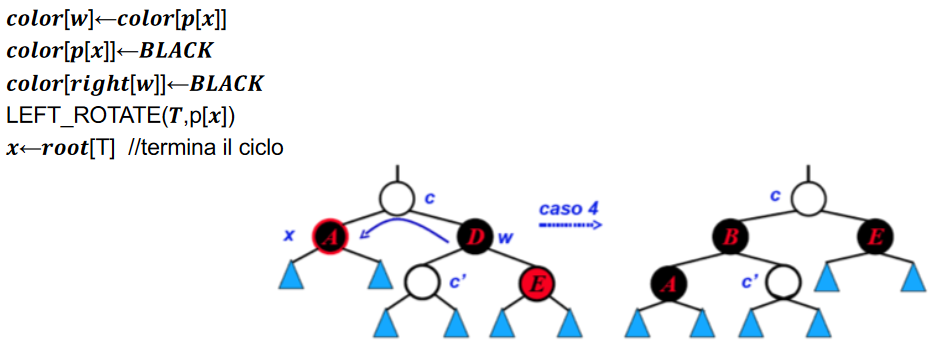 color[w]←color[p[x]]
color[p[x]]←BLACK
color[right[w]]←BLACK
LEFT_ROTATE(T,p[x])
x←root[T] //termina il ciclo
c
x A D w
c' E
caso 4
c
B E
A c'